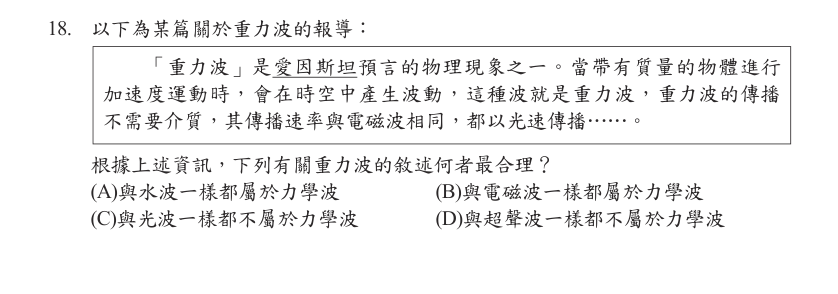 18. 以下為某篇關於重力波的報導：
「重力波」是愛因斯坦預言的物理現象之一。當帶有質量的物體進行
加速度運動時，會在時空中產生波動，這種波就是重力波，重力波的傳播
不需要介質，其傳播速率與電磁波相同，都以光速傳播……。
根據上述資訊，下列有關重力波的敘述何者最合理？
(A)與水波一樣都屬於力學波 (B)與電磁波一樣都屬於力學波
(C)與光波一樣都不屬於力學波 (D)與超聲波一樣都不屬於力學波